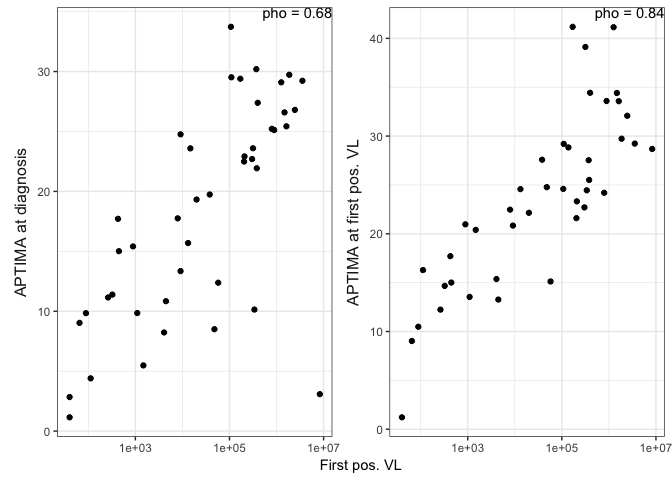 pho = 0.68
APTIMA at diagnosis
30
20
10
0
1e+03
1e+05
1e+07
pho = 0.84
APTIMA at first pos. VL
40
30
20
10
0
1e+03
1e+05
1e+07
First pos. VL